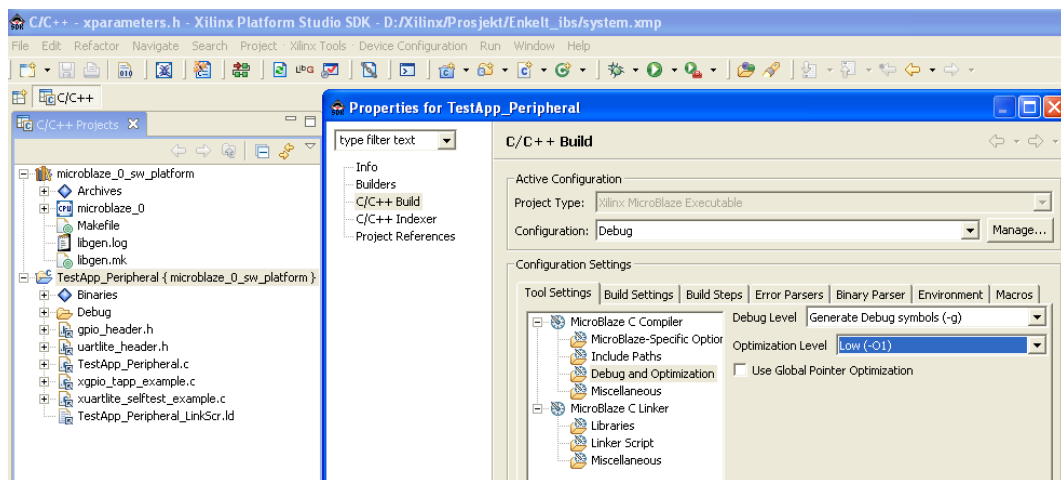 C/C++ - xparameters.h - Xilinx Platform Studio SDK - D:/Xilinx/Prosjekt/Enkelt_ibs/system.xmp
File Edit Refactor Navigate Search Project Xilinx Tools Device Configuration Run Window Help
C/C++
C/C++ Projects
microblaze_0_sw_platform
Archives
microblaze_0
Makefile
libgen.log
libgen.mk
TestApp_Peripheral { microblaze_0_sw_platform }
Binaries
Debug
gpio_header.h
uartlite_header.h
TestApp_Peripheral.c
xgpio_tapp_example.c
xuartlite_selftest_example.c
TestApp_Peripheral_LinkScr.ld
Properties for TestApp_Peripheral
type filter text
Info
Builders
C/C++ Build
C/C++ Indexer
Project References
C/C++ Build
Active Configuration
Project Type: Xilinx MicroBlaze Executable
Configuration: Debug Manage...
Configuration Settings
Tool Settings Build Settings Build Steps Error Parsers Binary Parser Environment Macros
MicroBlaze C Compiler
MicroBlaze-Specific Option
Include Paths
Debug and Optimization
Miscellaneous
MicroBlaze C Linker
Libraries
Linker Script
Miscellaneous
Debug Level Generate Debug symbols (-g)
Optimization Level Low (-O1)
Use Global Pointer Optimization